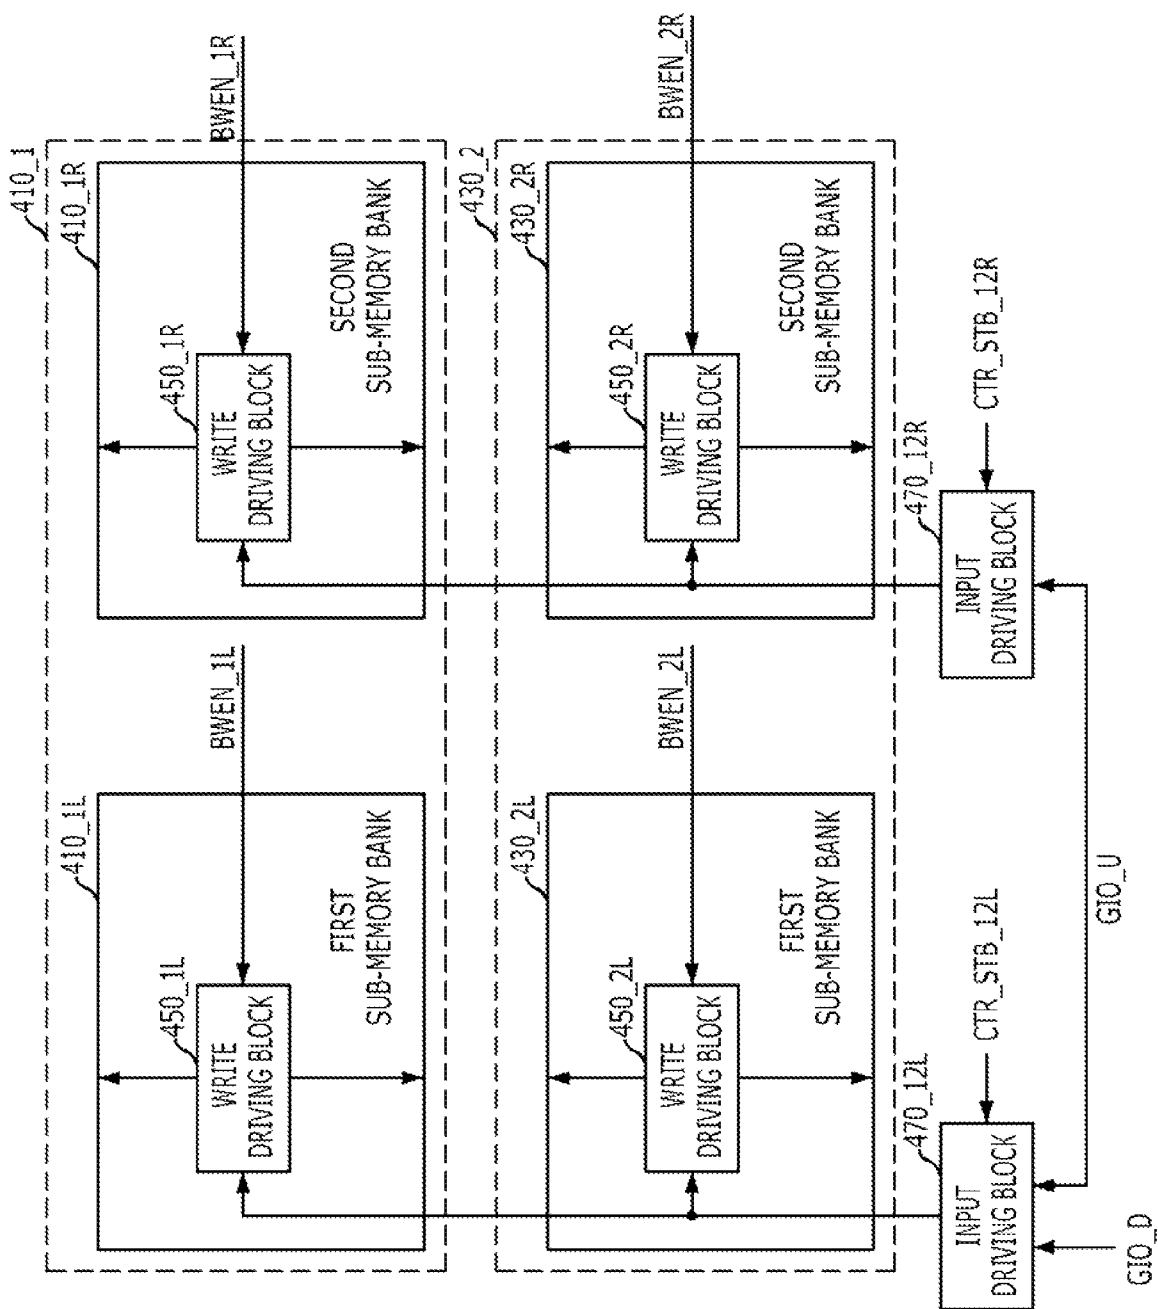 410_1
410_1L
450_1L
WRITE
DRIVING BLOCK
FIRST
SUB-MEMORY BANK
BWEN_1L
410_1R
450_1R
WRITE
DRIVING BLOCK
SECOND
SUB-MEMORY BANK
BWEN_1R
430_2
430_2L
450_2L
WRITE
DRIVING BLOCK
FIRST
SUB-MEMORY BANK
BWEN_2L
430_2R
450_2R
WRITE
DRIVING BLOCK
SECOND
SUB-MEMORY BANK
BWEN_2R
470_12L
INPUT
DRIVING BLOCK
CTR_STB_12L
470_12R
INPUT
DRIVING BLOCK
CTR_STB_12R
GIO_D
GIO_U